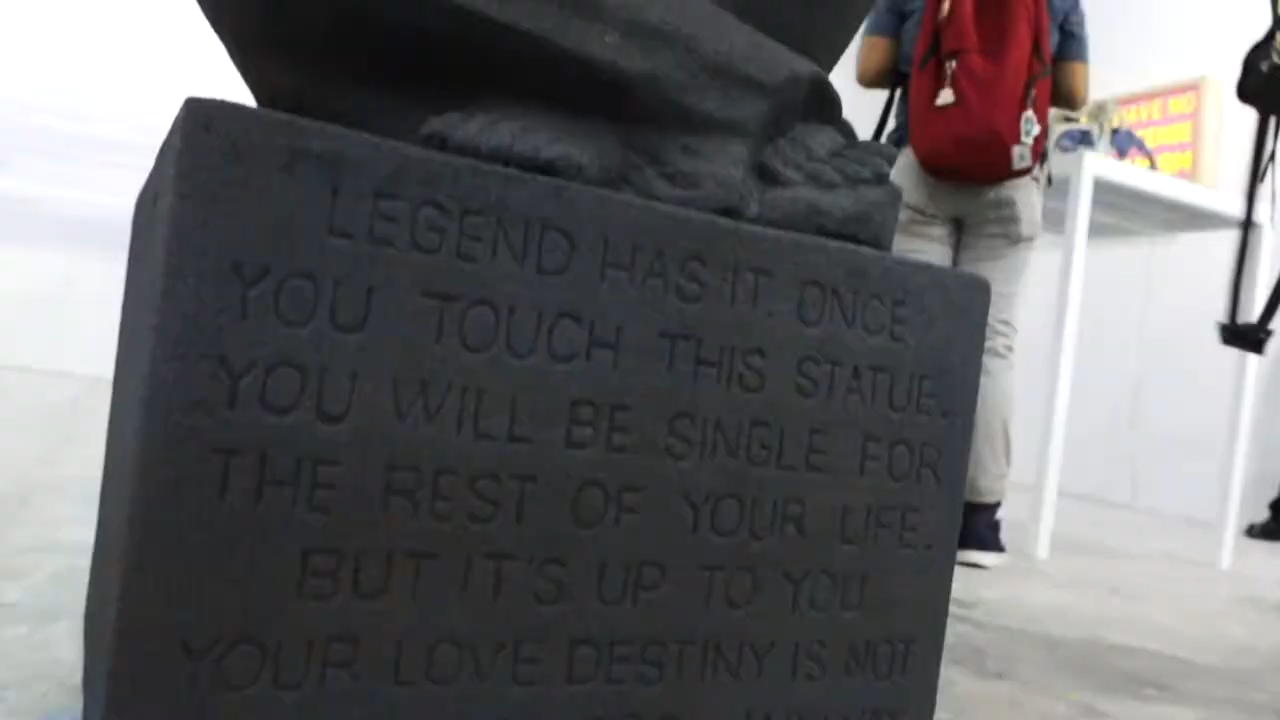 LEGEND HAS IT. ONCE
YOU TOUCH THIS STATUE.
YOU WILL BE SINGLE FOR
THE REST OF YOUR LIFE.
BUT IT'S UP TO YOU
YOUR LOVE DESTINY IS NOT